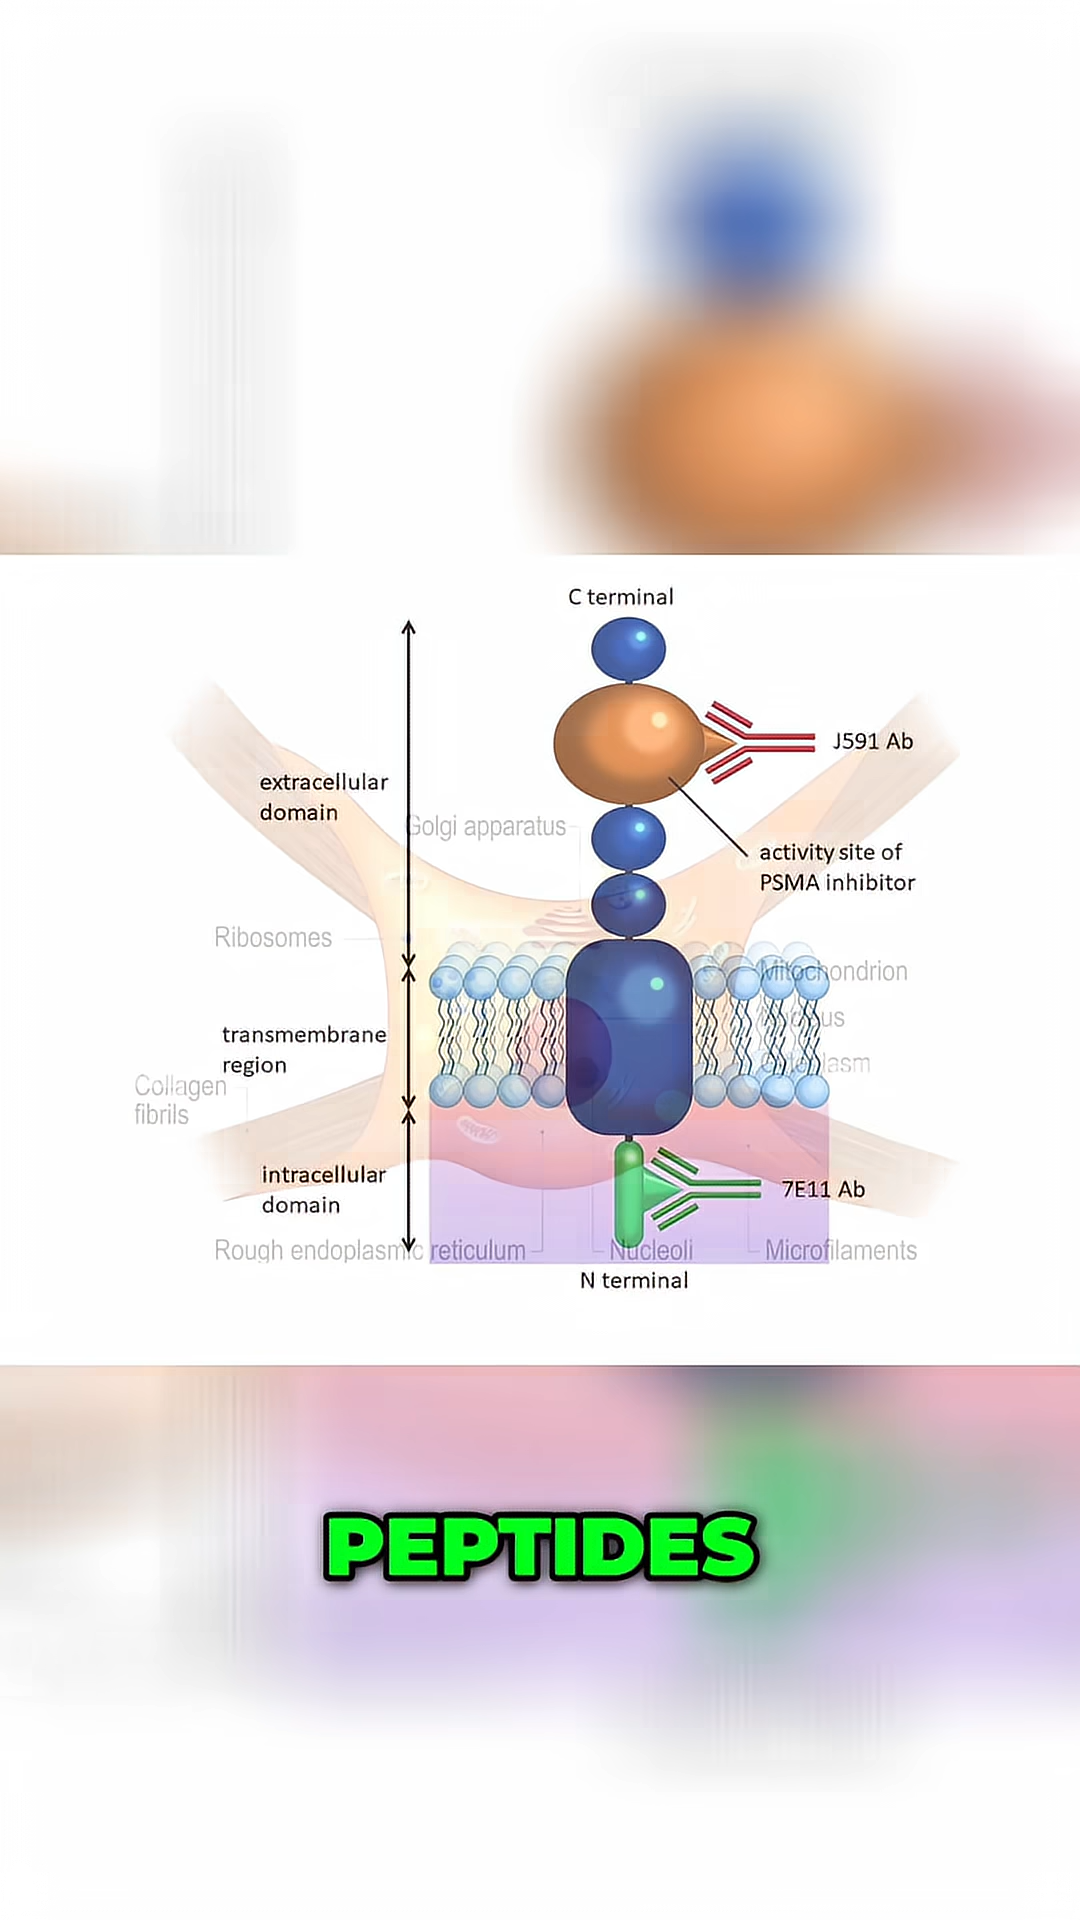 C terminal
J591 Ab
extracellular
domain
Golgi apparatus
activity site of
PSMA inhibitor
Ribosomes
Mitochondrion
transmembrane
region
Collagen
fibrils
intracellular
domain
7E11 Ab
Rough endoplasmic reticulum
Nucleoli
Microfilaments
N terminal
PEPTIDES